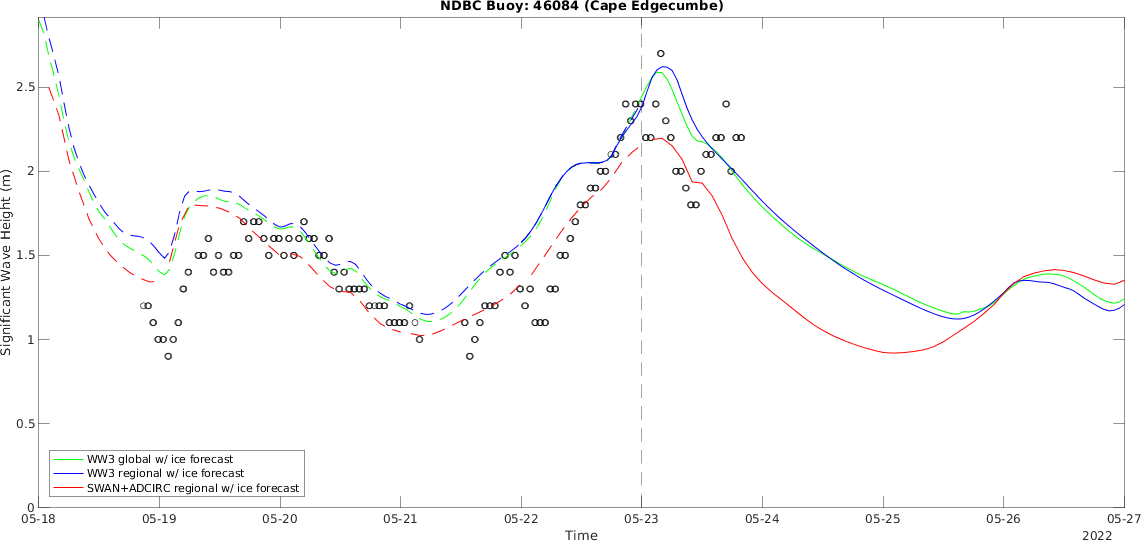 NDBC Buoy: 46084 (Cape Edgecumbe)
Significant Wave Height (m)
2.5
2
1.5
1
0.5
0
WW3 global w/ ice forecast
WW3 regional w/ ice forecast
SWAN+ADCIRC regional w/ ice forecast
05-18
05-19
05-20
05-21
05-22
05-23
05-24
05-25
05-26
05-27
Time
2022